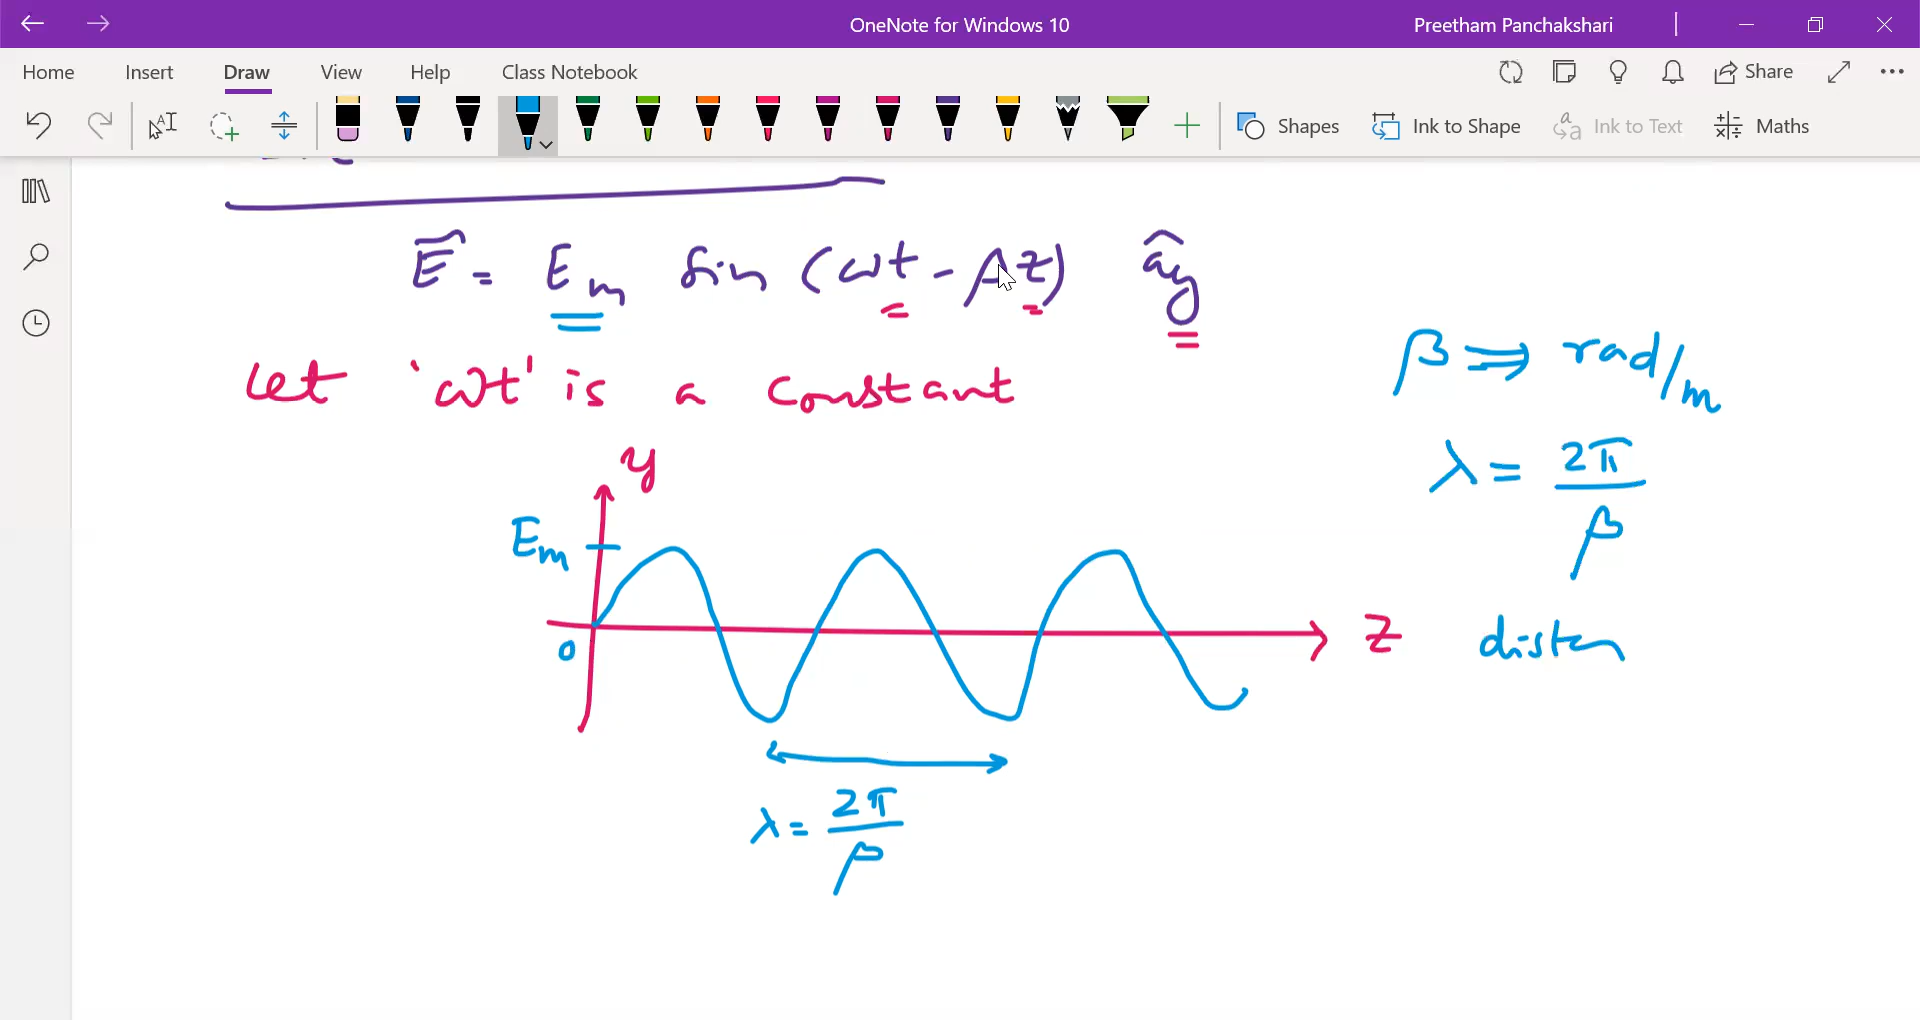 OneNote for Windows 10
Preetham Panchakshari
Home Insert Draw View Help Class Notebook
Share
Shapes Ink to Shape Ink to Text Maths
E = Em sin (ωt - βz) ay
Let 'ωt' is a constant
β ⇒ rad/m
λ = 2π/β
y
Em
0
z
distan
λ = 2π/β